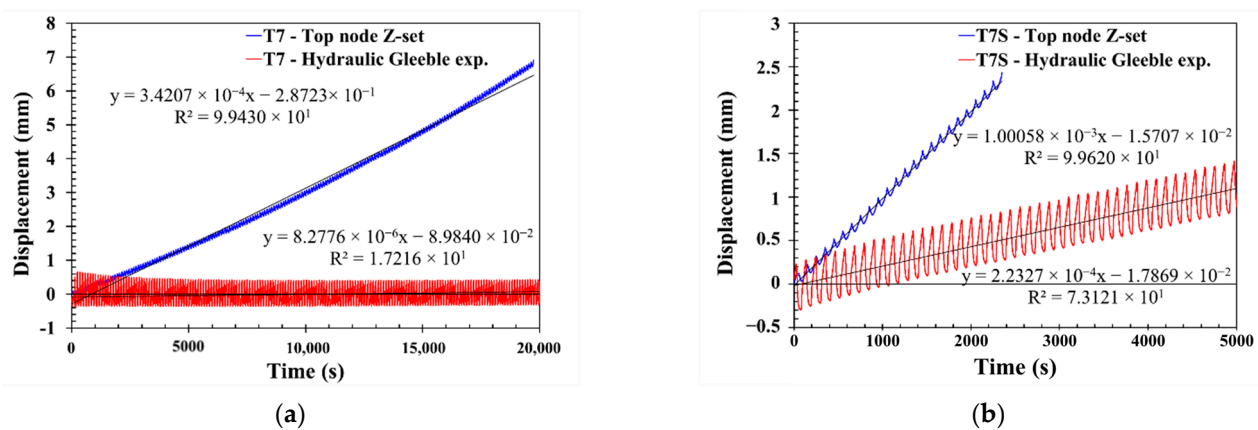 8
7
6
5
4
3
2
1
0
-1
Displacement (mm)
T7 - Top node Z-set
T7 - Hydraulic Gleeble exp.
y = 3.4207 × 10⁻⁴x − 2.8723× 10⁻¹
R² = 9.9430 × 10¹
y = 8.2776 × 10⁻⁶x − 8.9840 × 10⁻²
R² = 1.7216 × 10¹
0 5000 10,000 15,000 20,000
Time (s)
(a)
3
2.5
2
1.5
1
0.5
0
−0.5
Displacement (mm)
T7S - Top node Z-set
T7S - Hydraulic Gleeble exp.
y = 1.00058 × 10⁻³x − 1.5707 × 10⁻²
R² = 9.9620 × 10¹
y = 2.2327 × 10⁻⁴x − 1.7869 × 10⁻²
R² = 7.3121 × 10¹
0 1000 2000 3000 4000 5000
Time (s)
(b)